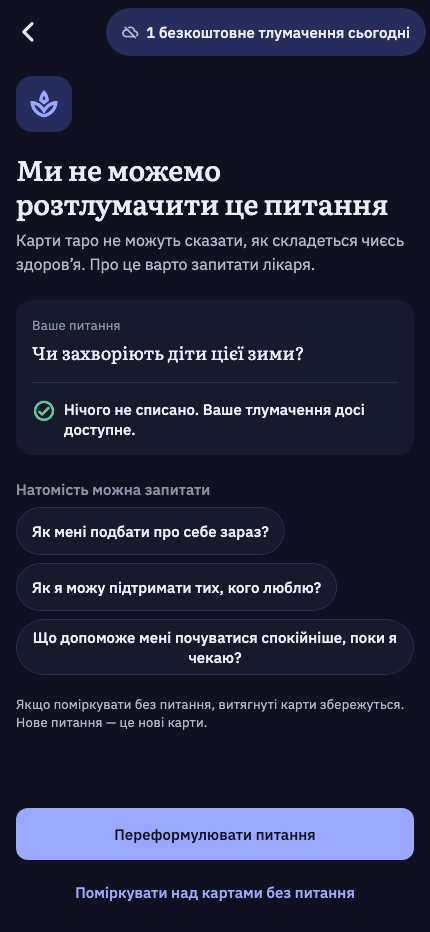 1 безкоштовне тлумачення сьогодні
Ми не можемо
розтлумачити це питання
Карти таро не можуть сказати, як складеться чиєсь
здоров’я. Про це варто запитати лікаря.
Ваше питання
Чи захворіють діти цієї зими?
Нічого не списано. Ваше тлумачення досі
доступне.
Натомість можна запитати
Як мені подбати про себе зараз?
Як я можу підтримати тих, кого люблю?
Що допоможе мені почуватися спокійніше, поки я
чекаю?
Якщо поміркувати без питання, витягнуті карти збережуться.
Нове питання — це нові карти.
Переформулювати питання
Поміркувати над картами без питання